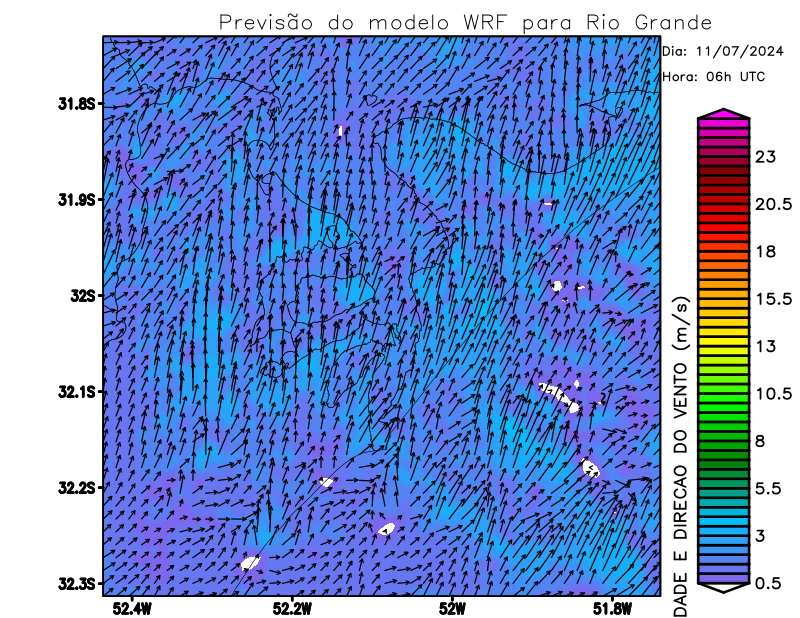 Previsão do modelo WRF para Rio Grande
Dia: 11/07/2024
Hora: 06h UTC
31.8S
31.9S
32S
32.1S
32.2S
32.3S
52.4W
52.2W
52W
51.8W
DADE E DIRECAO DO VENTO (m/s)
23
20.5
18
15.5
13
10.5
8
5.5
3
0.5